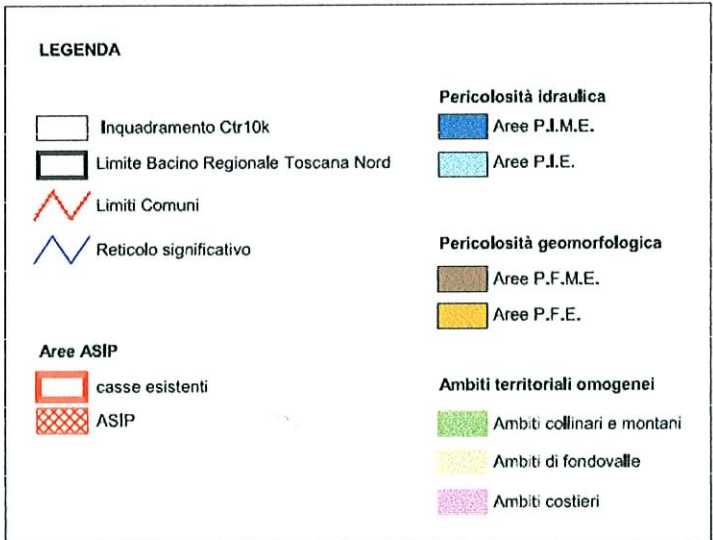 LEGENDA
Inquadramento Ctr10k
Limite Bacino Regionale Toscana Nord
Limiti Comuni
Reticolo significativo
Aree ASIP
casse esistenti
ASIP
Pericolosità idraulica
Aree P.I.M.E.
Aree P.I.E.
Pericolosità geomorfologica
Aree P.F.M.E.
Aree P.F.E.
Ambiti territoriali omogenei
Ambiti collinari e montani
Ambiti di fondovalle
Ambiti costieri